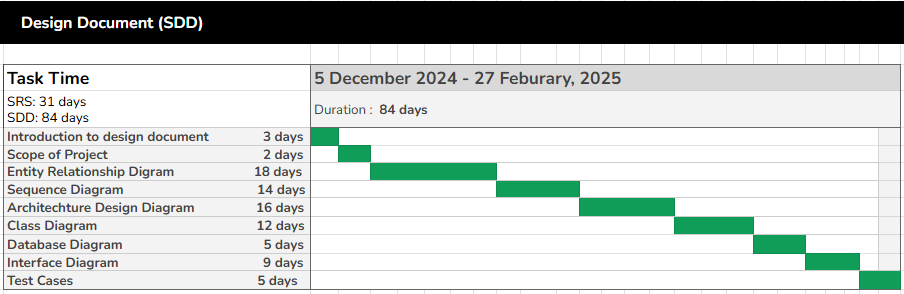 Design Document (SDD)
Task Time 5 December 2024 - 27 Feburary, 2025
SRS: 31 days
SDD: 84 days
Duration : 84 days
Introduction to design document 3 days
Scope of Project 2 days
Entity Relationship Digram 18 days
Sequence Diagram 14 days
Architechture Design Diagram 16 days
Class Diagram 12 days
Database Diagram 5 days
Interface Diagram 9 days
Test Cases 5 days